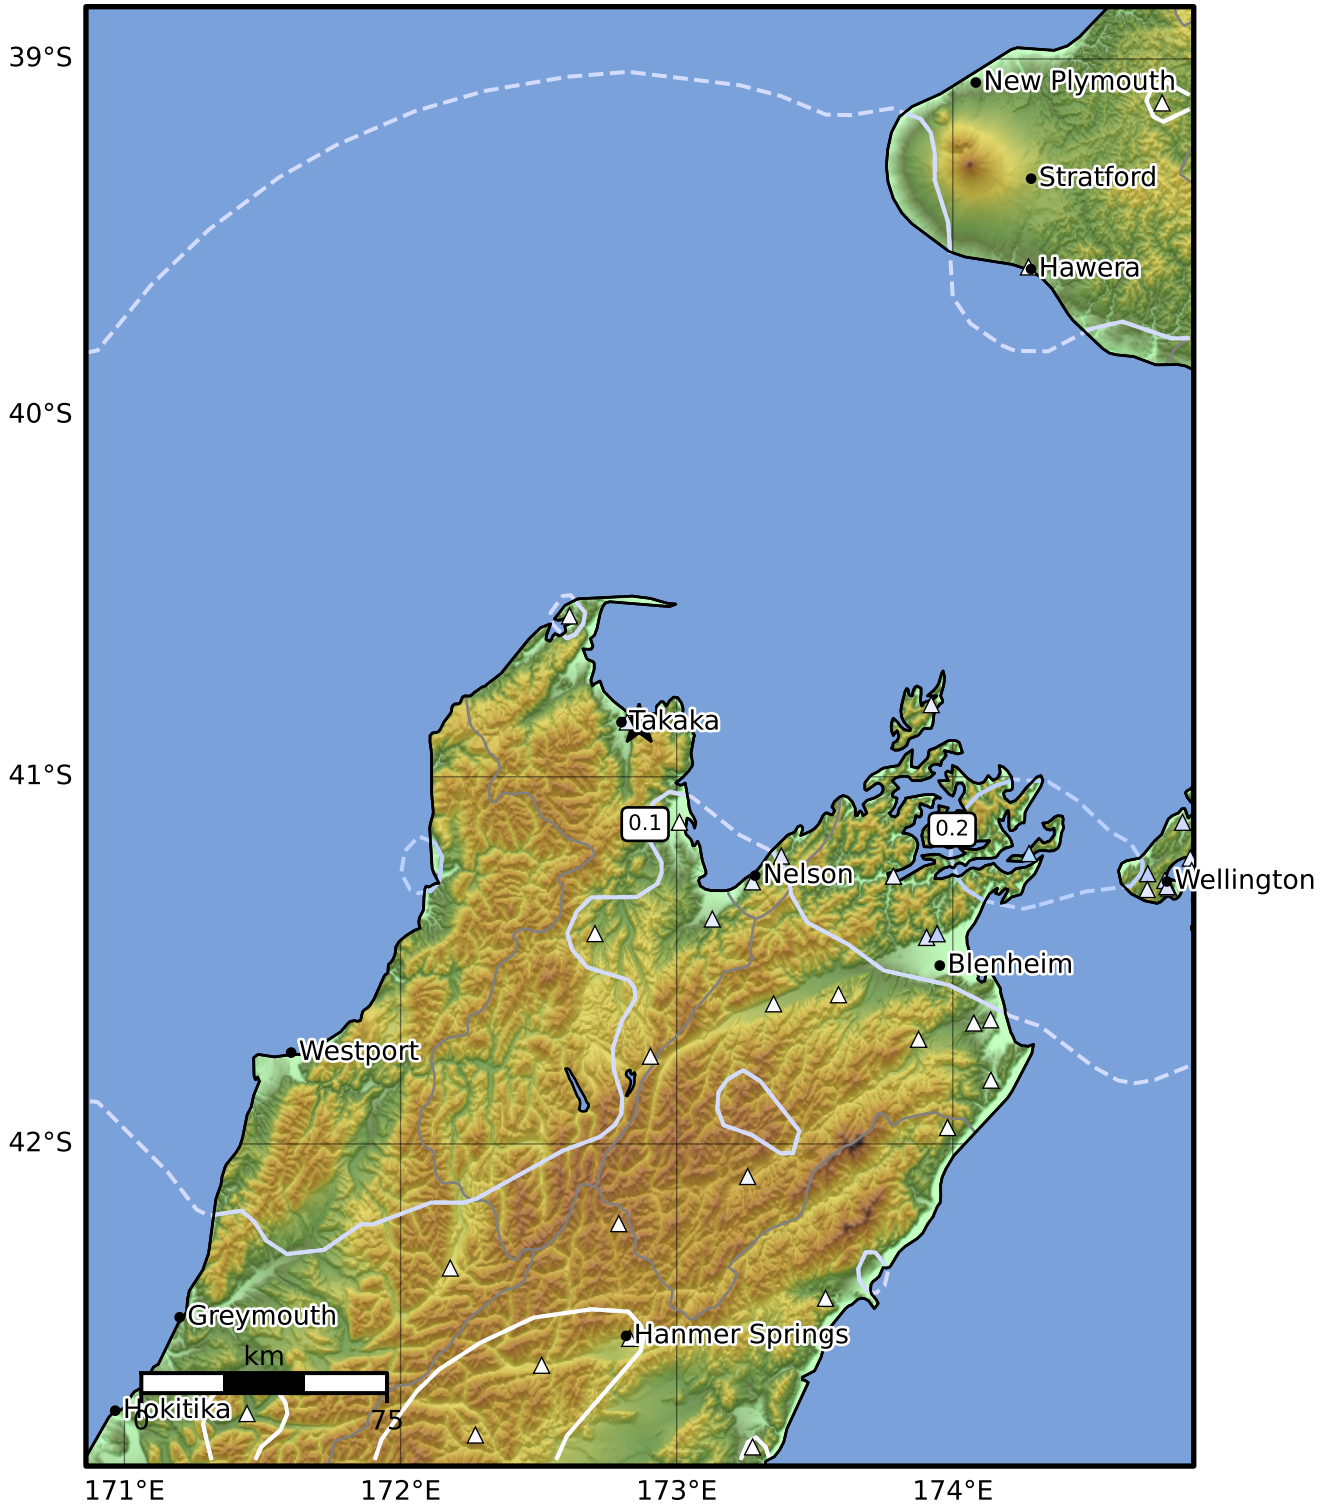 39°S
New Plymouth
Stratford
Hawera
40°S
Takaka
41°S
0.1
0.2
Nelson
Wellington
Blenheim
Westport
42°S
Greymouth
Hanmer Springs
km
Hokitika
0
75
171°E
172°E
173°E
174°E